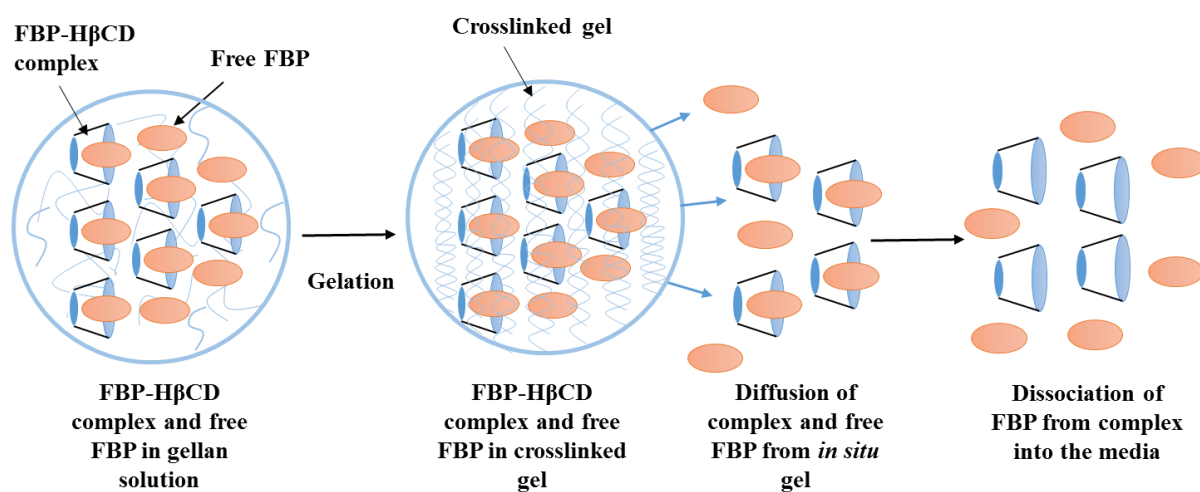 FBP-HβCD
complex
Free FBP
Crosslinked gel
Gelation
FBP-HβCD
complex and free
FBP in gellan
solution
FBP-HβCD
complex and free
FBP in crosslinked
gel
Diffusion of
complex and free
FBP from in situ
gel
Dissociation of
FBP from complex
into the media